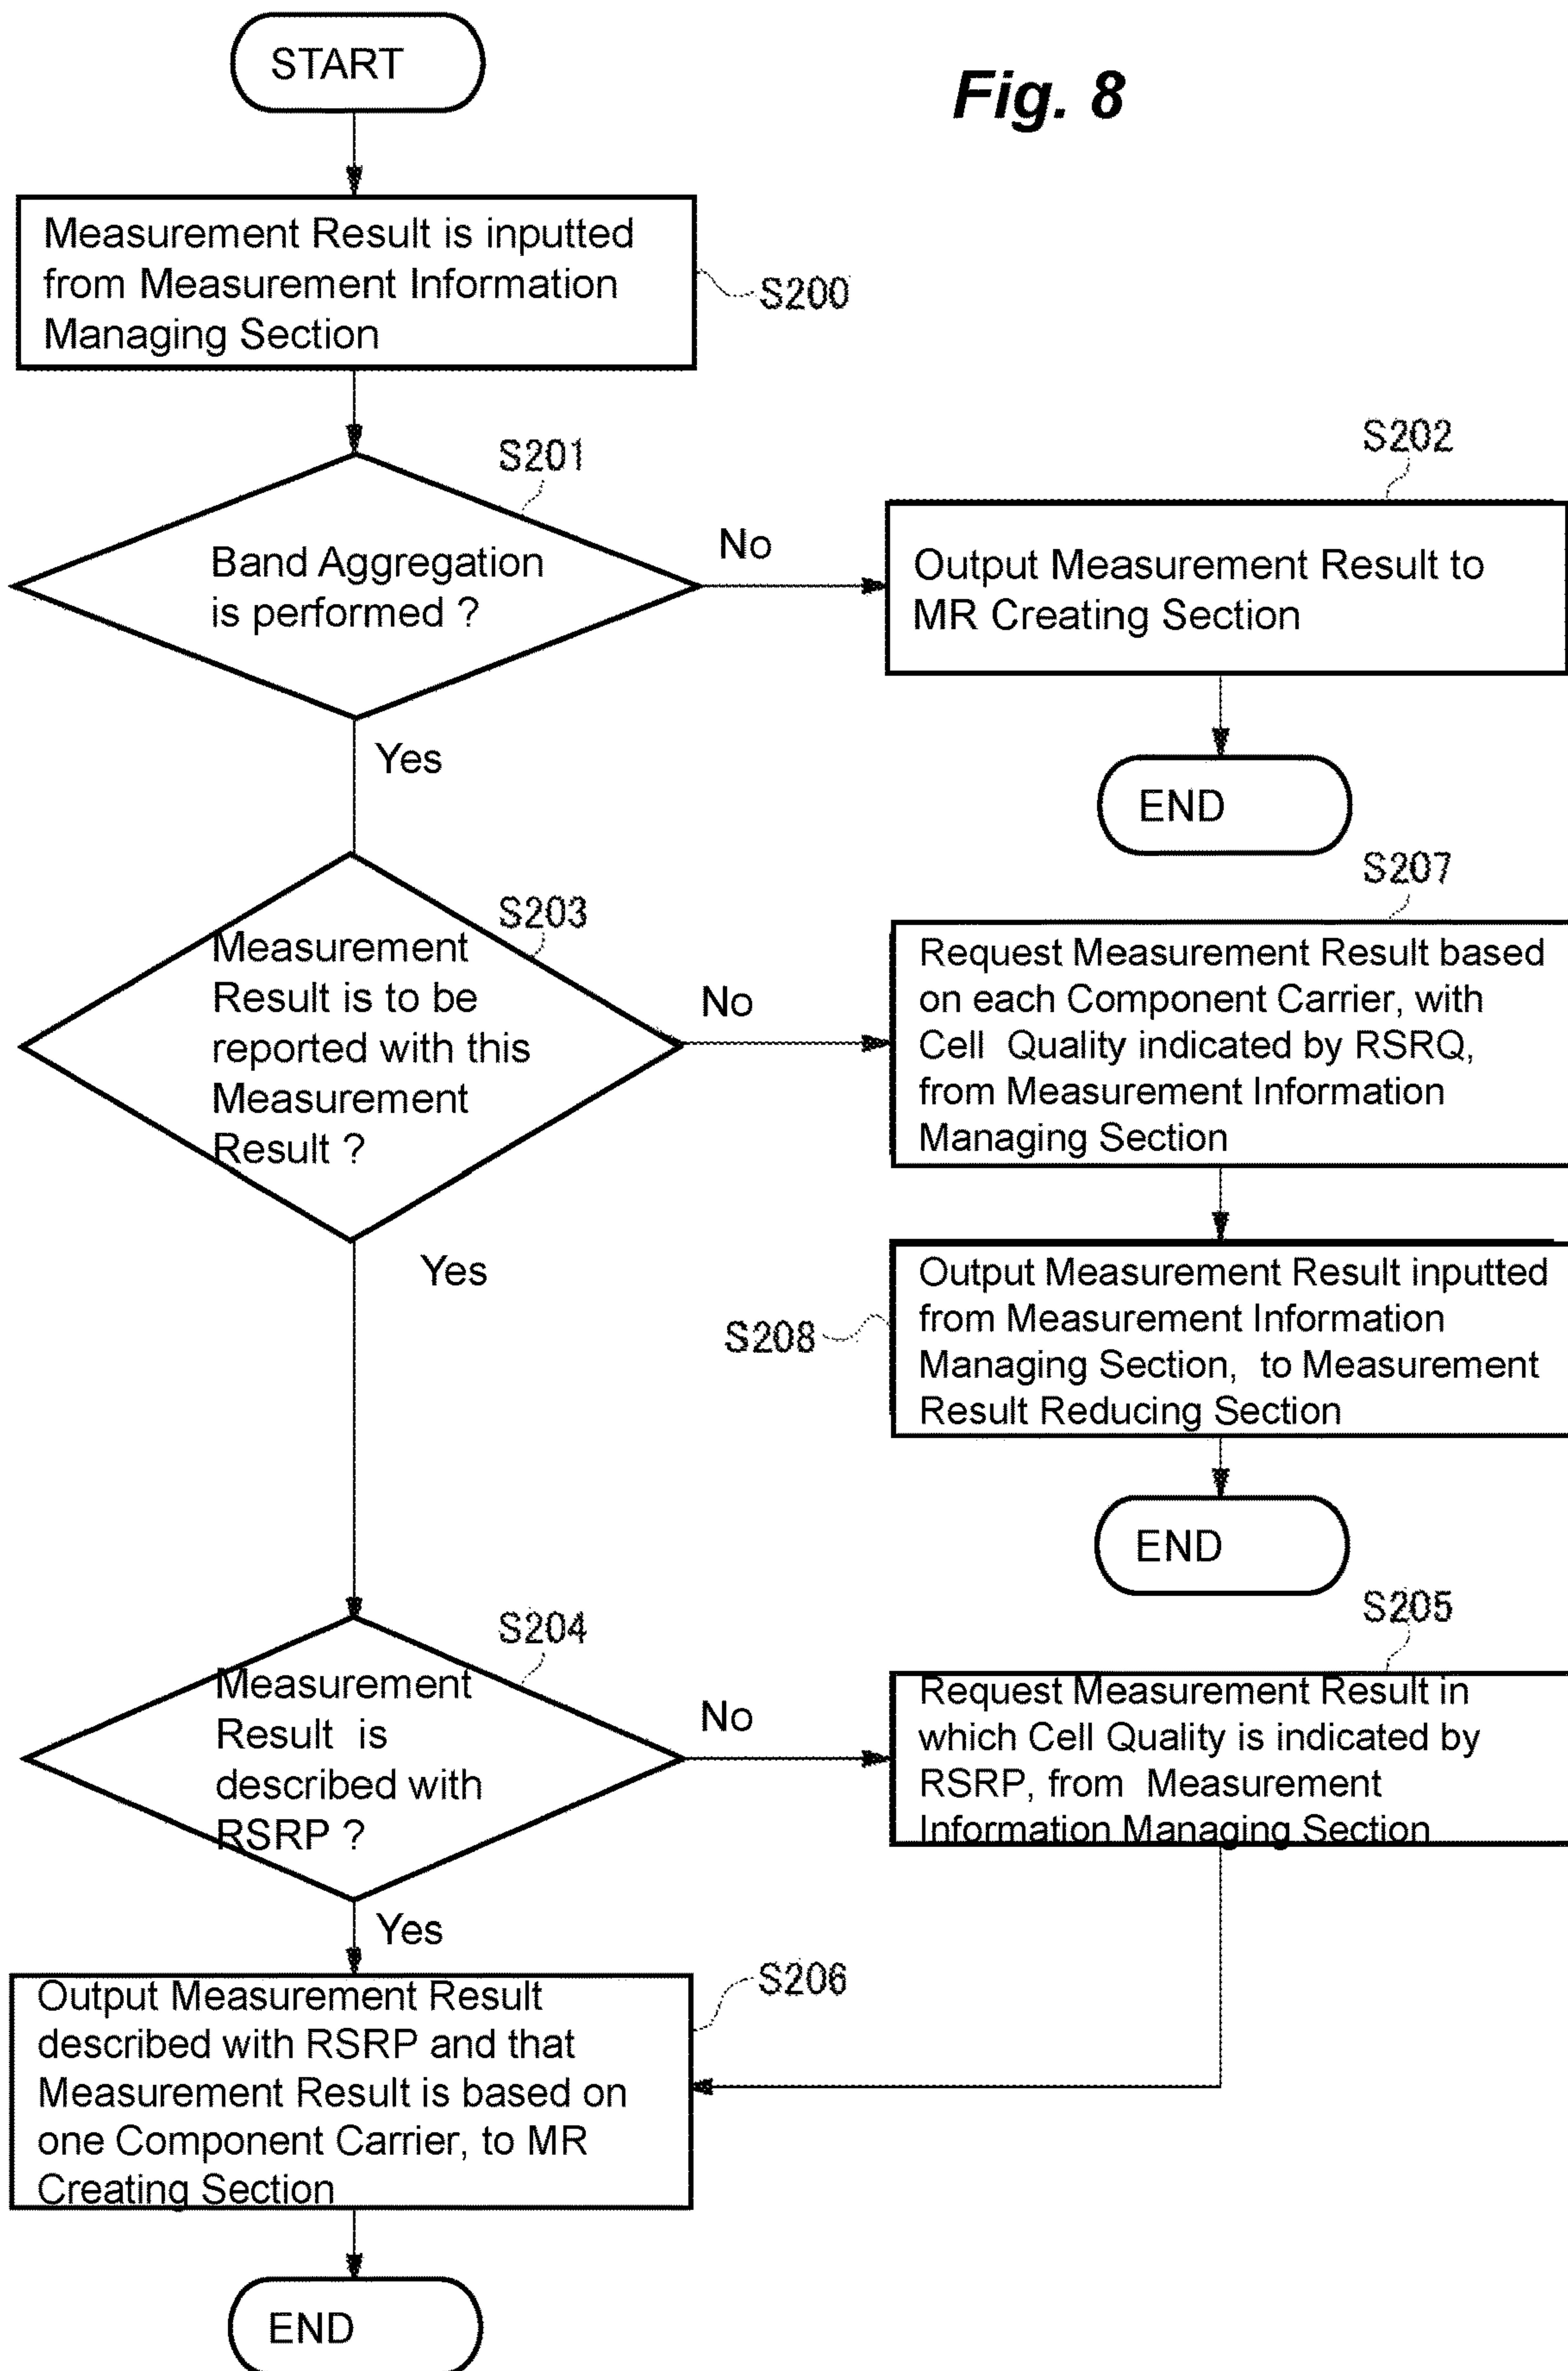 START
Fig. 8
Measurement Result is inputted
from Measurement Information
Managing Section
S200
S201
Band Aggregation
is performed ?
No
Yes
S202
Output Measurement Result to
MR Creating Section
END
S203
Measurement
Result is to be
reported with this
Measurement
Result ?
No
Yes
S207
Request Measurement Result based
on each Component Carrier, with
Cell Quality indicated by RSRQ,
from Measurement Information
Managing Section
S208
Output Measurement Result inputted
from Measurement Information
Managing Section, to Measurement
Result Reducing Section
END
S204
Measurement
Result is
described with
RSRP ?
No
Yes
S205
Request Measurement Result in
which Cell Quality is indicated by
RSRP, from Measurement
Information Managing Section
S206
Output Measurement Result
described with RSRP and that
Measurement Result is based on
one Component Carrier, to MR
Creating Section
END